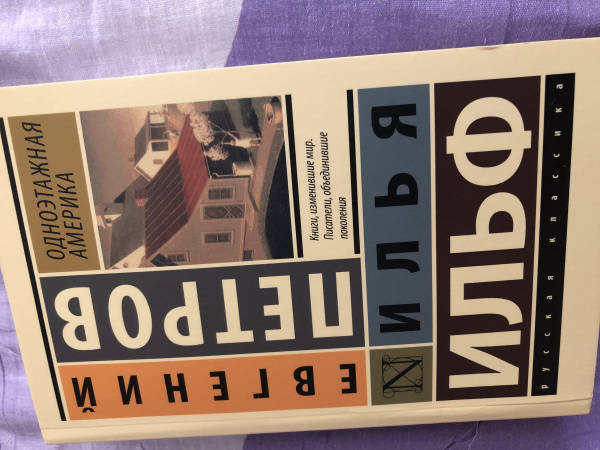 ИЛЬЯ
ИЛЬФ
ЕВГЕНИЙ
ПЕТРОВ
ОДНОЭТАЖНАЯ
АМЕРИКА
Книги, изменившие мир.
Писатели, объединившие
поколения
русская классика